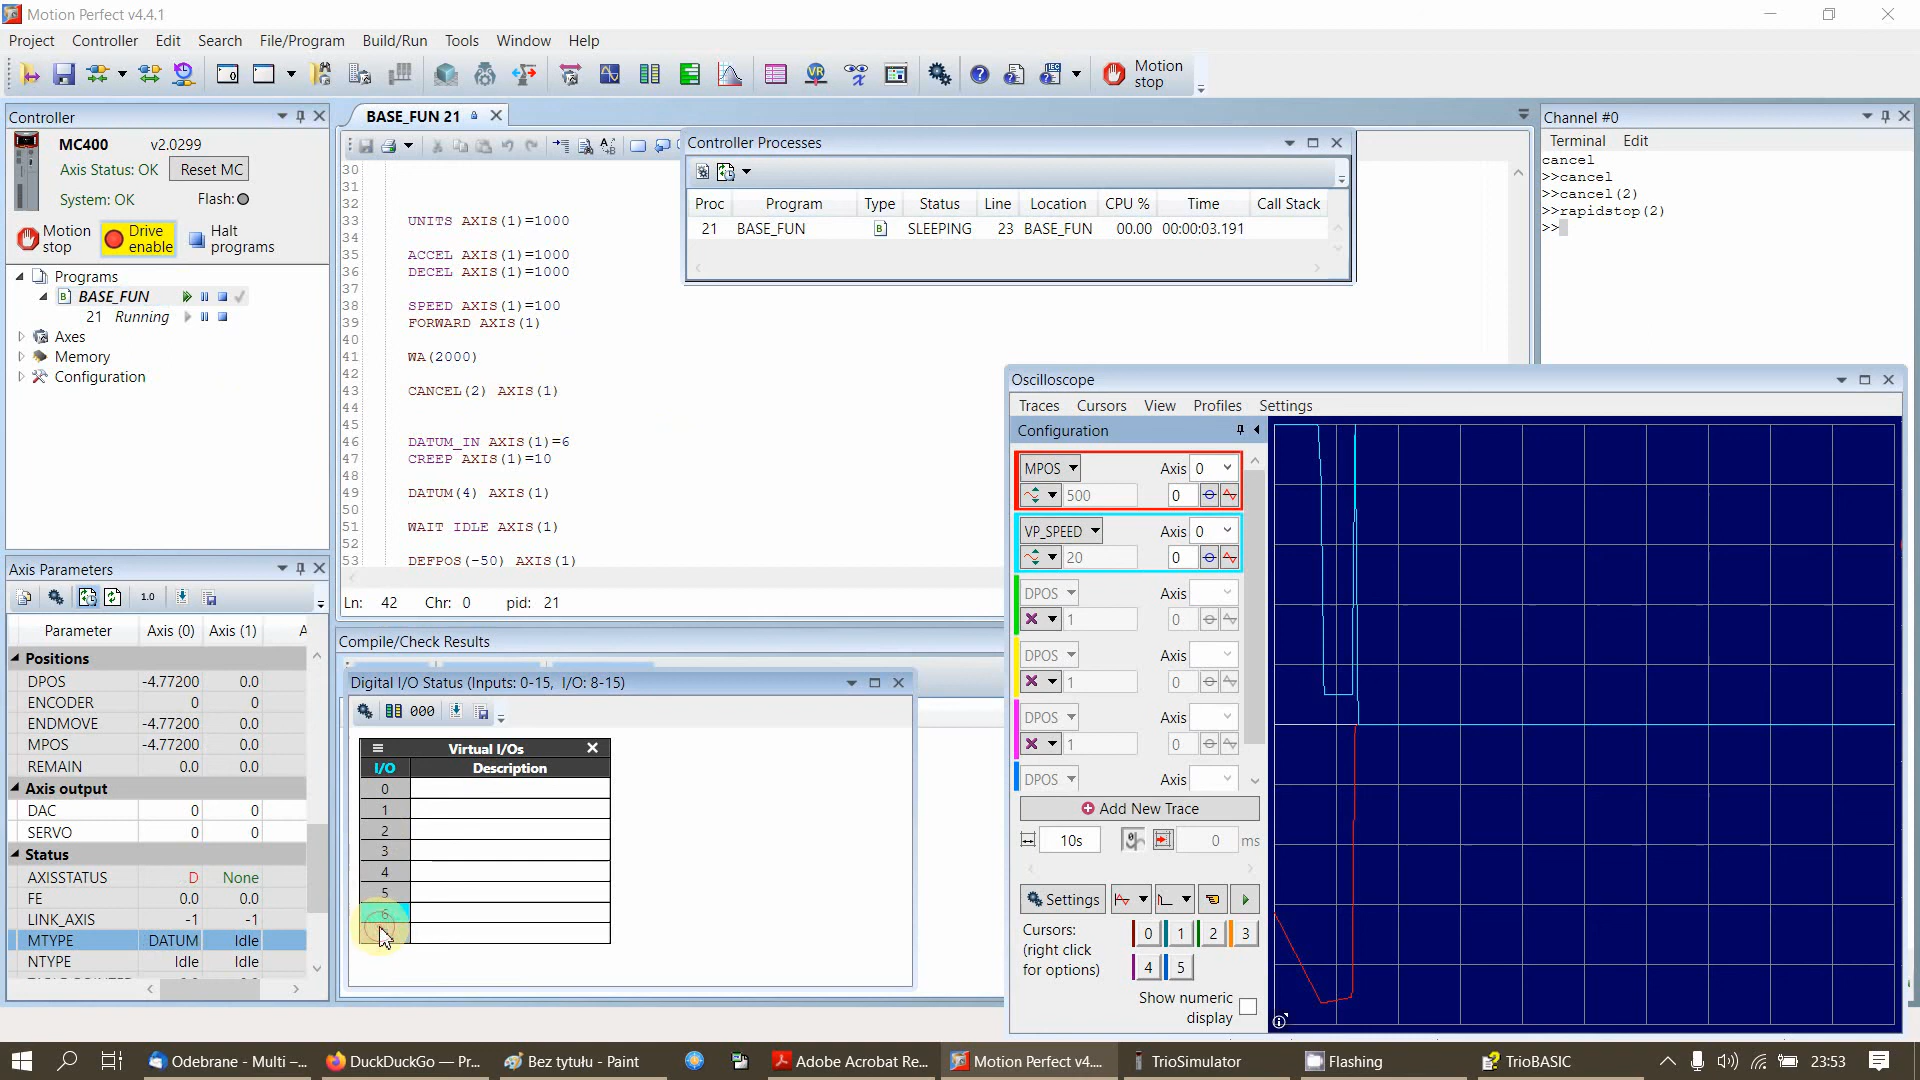 Motion Perfect v4.4.1
Project Controller Edit Search File/Program Build/Run Tools Window Help
Motion stop
Controller
MC400 v2.0299
Axis Status: OK Reset MC
System: OK Flash:
Motion stop Drive enable Halt programs
Programs
BASE_FUN
21 Running
Axes
Memory
Configuration
Axis Parameters
1.0
Parameter Axis (0) Axis (1) A
Positions
DPOS -4.77200 0.0
ENCODER 0 0
ENDMOVE -4.77200 0.0
MPOS -4.77200 0.0
REMAIN 0.0 0.0
Axis output
DAC 0 0
SERVO 0 0
Status
AXISSTATUS D None
FE 0.0 0.0
LINK_AXIS -1 -1
MTYPE DATUM Idle
NTYPE Idle Idle
BASE_FUN 21
30
31
32
33 UNITS AXIS(1)=1000
34
35 ACCEL AXIS(1)=1000
36 DECEL AXIS(1)=1000
37
38 SPEED AXIS(1)=100
39 FORWARD AXIS(1)
40
41 WA(2000)
42
43 CANCEL(2) AXIS(1)
44
45
46 DATUM_IN AXIS(1)=6
47 CREEP AXIS(1)=10
48
49 DATUM(4) AXIS(1)
50
51 WAIT IDLE AXIS(1)
52
53 DEFPOS(-50) AXIS(1)
Ln: 42 Chr: 0 pid: 21
Controller Processes
Proc Program Type Status Line Location CPU % Time Call Stack
21 BASE_FUN B SLEEPING 23 BASE_FUN 00.00 00:00:03.191
Channel #0
Terminal Edit
cancel
>>cancel
>>cancel(2)
>>rapidstop(2)
>>
Compile/Check Results
Digital I/O Status (Inputs: 0-15, I/O: 8-15)
000
Virtual I/Os
I/O Description
0
1
2
3
4
5
6
Oscilloscope
Traces Cursors View Profiles Settings
Configuration
MPOS Axis 0
500 0
VP_SPEED Axis 0
20 0
DPOS Axis
1 0
DPOS Axis
1 0
DPOS Axis
1 0
DPOS Axis
Add New Trace
10s 0 ms
Settings
Cursors: (right click for options) 0 1 2 3
4 5
Show numeric display
Odebrane - Multi –... DuckDuckGo — Pr... Bez tytułu - Paint Adobe Acrobat Re... Motion Perfect v4.... TrioSimulator Flashing TrioBASIC 23:53